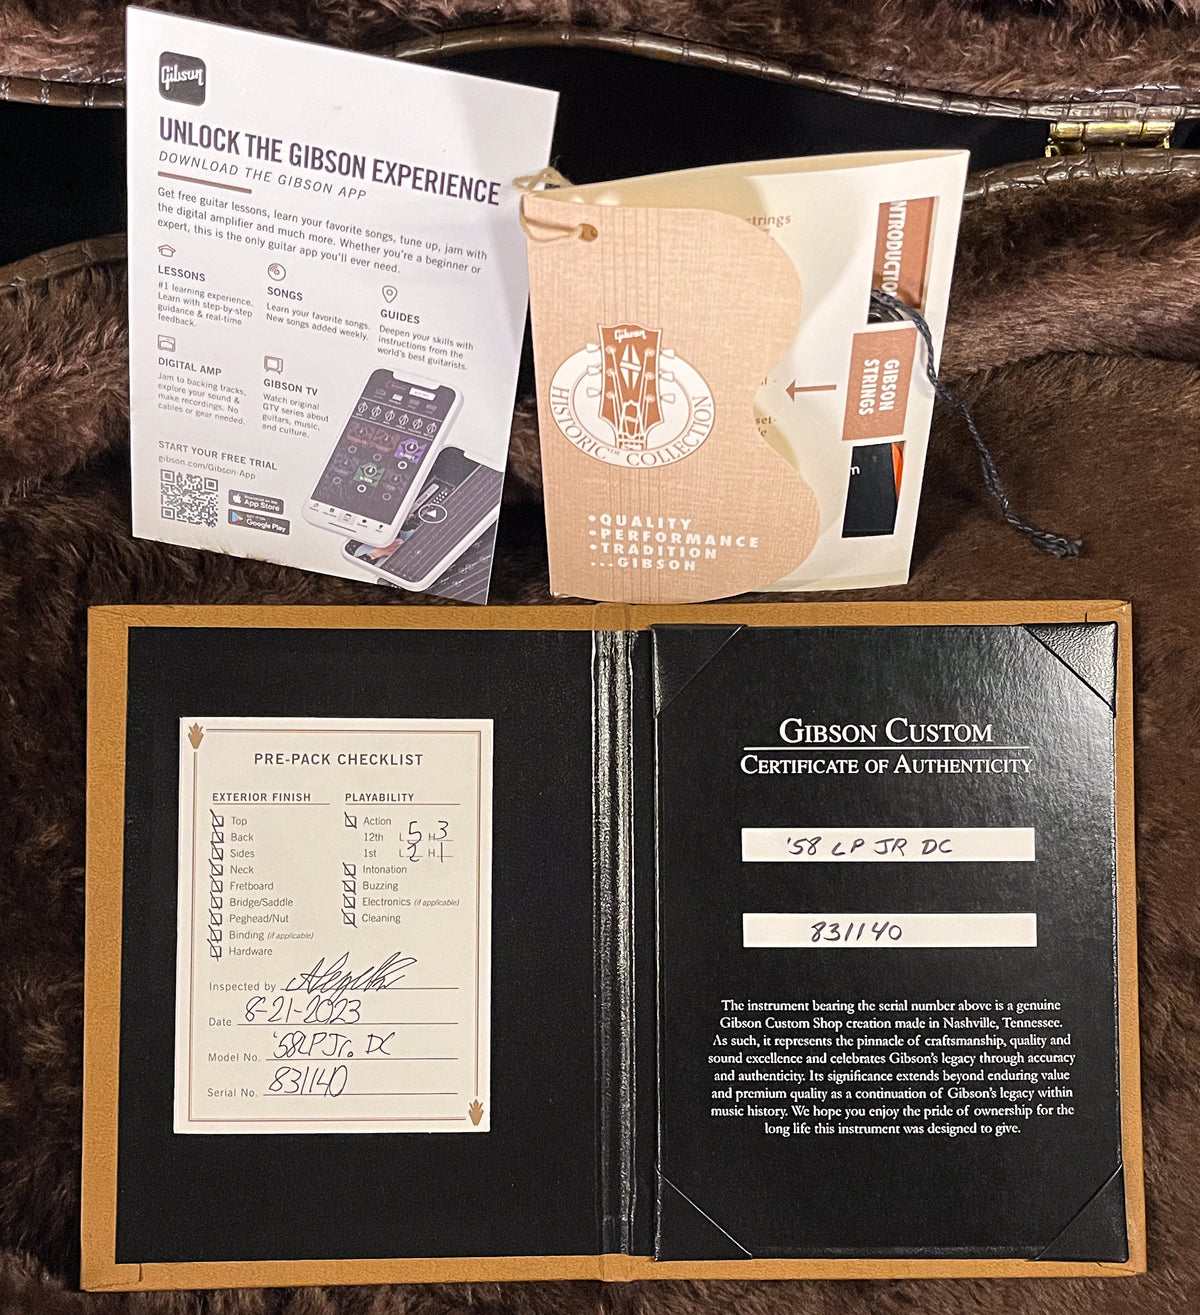 Gibson
UNLOCK THE GIBSON EXPERIENCE
DOWNLOAD THE GIBSON APP
Get free guitar lessons, learn your favorite songs, tune up, jam with
the digital amplifier and much more. Whether you're a beginner or
expert, this is the only guitar app you'll ever need.
LESSONS
#1 learning experience.
Learn with step-by-step
guidance & real-time
feedback.
SONGS
Learn your favorite songs.
New songs added weekly.
GUIDES
Deepen your skills with
instructions from the
world's best guitarists.
DIGITAL AMP
Jam to backing tracks,
explore your sound &
make recordings. No
cables or gear needed.
GIBSON TV
Watch original
GTV series about
guitars, music,
and culture.
START YOUR FREE TRIAL
gibson.com/Gibson-App
App Store
Google Play
Gibson
HISTORIC™ COLLECTION
•QUALITY
•PERFORMANCE
•TRADITION
...GIBSON
strings
NTRODUCTIO
GIBSON
STRINGS
PRE-PACK CHECKLIST
EXTERIOR FINISH
Top
Back
Sides
Neck
Fretboard
Bridge/Saddle
Peghead/Nut
Binding (if applicable)
Hardware
PLAYABILITY
Action
12th L 5 H 3
1st L 2 H 1
Intonation
Buzzing
Electronics (if applicable)
Cleaning
Inspected by
Date 8-21-2023
Model No. '58 LP Jr. DC
Serial No. 831140
GIBSON CUSTOM
CERTIFICATE OF AUTHENTICITY
'58 LP JR DC
831140
The instrument bearing the serial number above is a genuine
Gibson Custom Shop creation made in Nashville, Tennessee.
As such, it represents the pinnacle of craftsmanship, quality and
sound excellence and celebrates Gibson's legacy through accuracy
and authenticity. Its significance extends beyond enduring value
and premium quality as a continuation of Gibson's legacy within
music history. We hope you enjoy the pride of ownership for the
long life this instrument was designed to give.